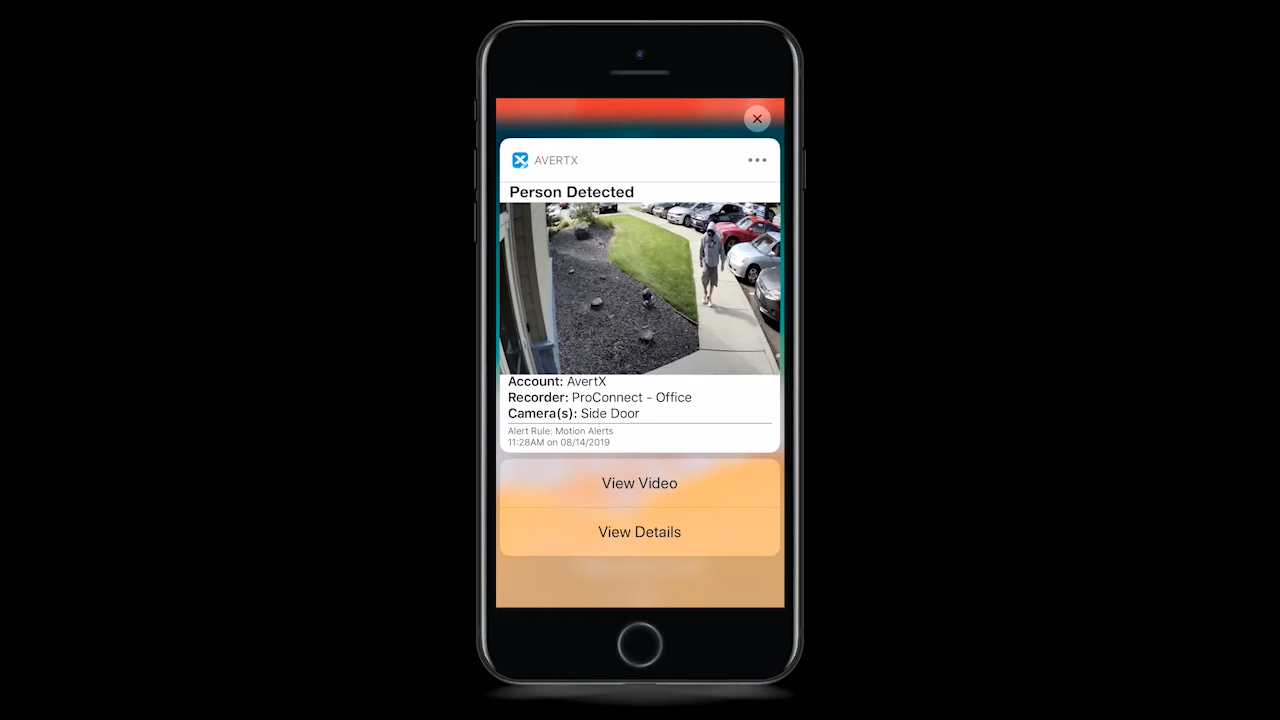 AVERTX
Person Detected
Account: AvertX
Recorder: ProConnect - Office
Camera(s): Side Door
Alert Rule: Motion Alerts
11:28AM on 08/14/2019
View Video
View Details